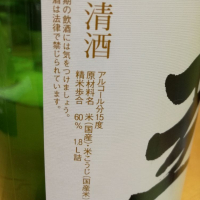 清酒
アルコール分15度
原材料名 米(国産)・米こうじ(国産米)
精米歩合 60% 1.8L詰
期の飲酒には気をつけましょう。
酒は法律で禁じられています。